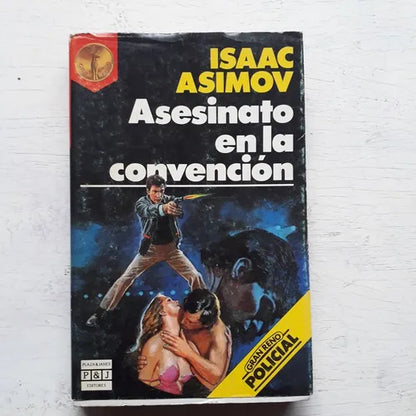 ISAAC
ASIMOV
Asesinato
en la
convención
GRAN RENO
POLICIAL
PLAZA & JANES
P&J
EDITORES